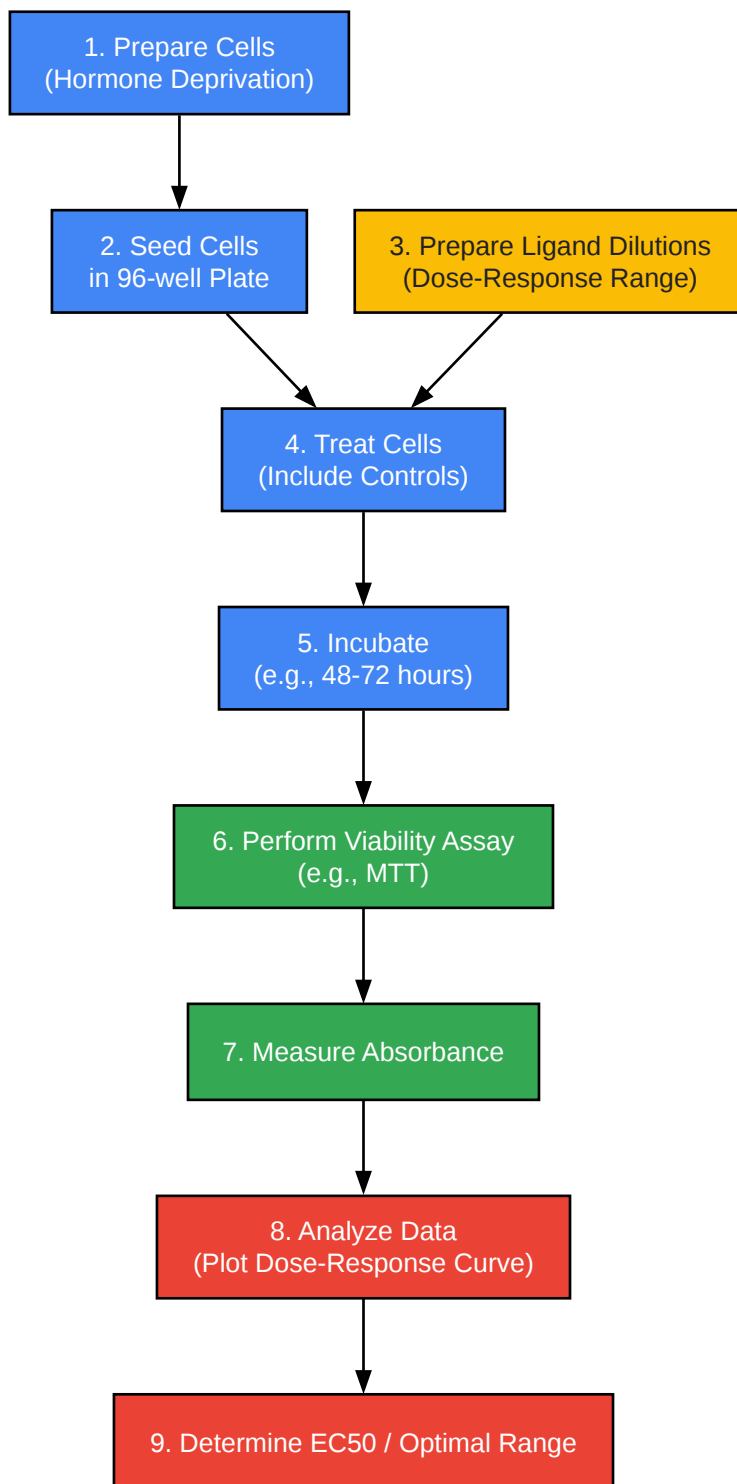 1. Prepare Cells
(Hormone Deprivation)
2. Seed Cells
in 96-well Plate
3. Prepare Ligand Dilutions
(Dose-Response Range)
4. Treat Cells
(Include Controls)
5. Incubate
(e.g., 48-72 hours)
6. Perform Viability Assay
(e.g., MTT)
7. Measure Absorbance
8. Analyze Data
(Plot Dose-Response Curve)
9. Determine EC50 / Optimal Range